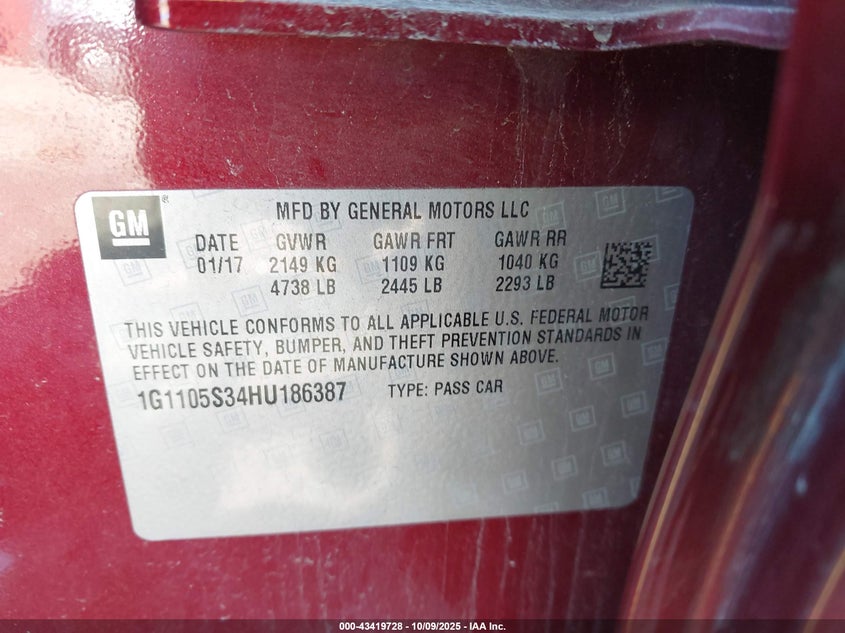 GM
®
MFD BY GENERAL MOTORS LLC
DATE GVWR GAWR FRT GAWR RR
01/17 2149 KG 1109 KG 1040 KG
4738 LB 2445 LB 2293 LB
THIS VEHICLE CONFORMS TO ALL APPLICABLE U.S. FEDERAL MOTOR
VEHICLE SAFETY, BUMPER, AND THEFT PREVENTION STANDARDS IN
EFFECT ON THE DATE OF MANUFACTURE SHOWN ABOVE.
1G1105S34HU186387 TYPE: PASS CAR
000-43419728 - 10/09/2025 - IAA Inc.